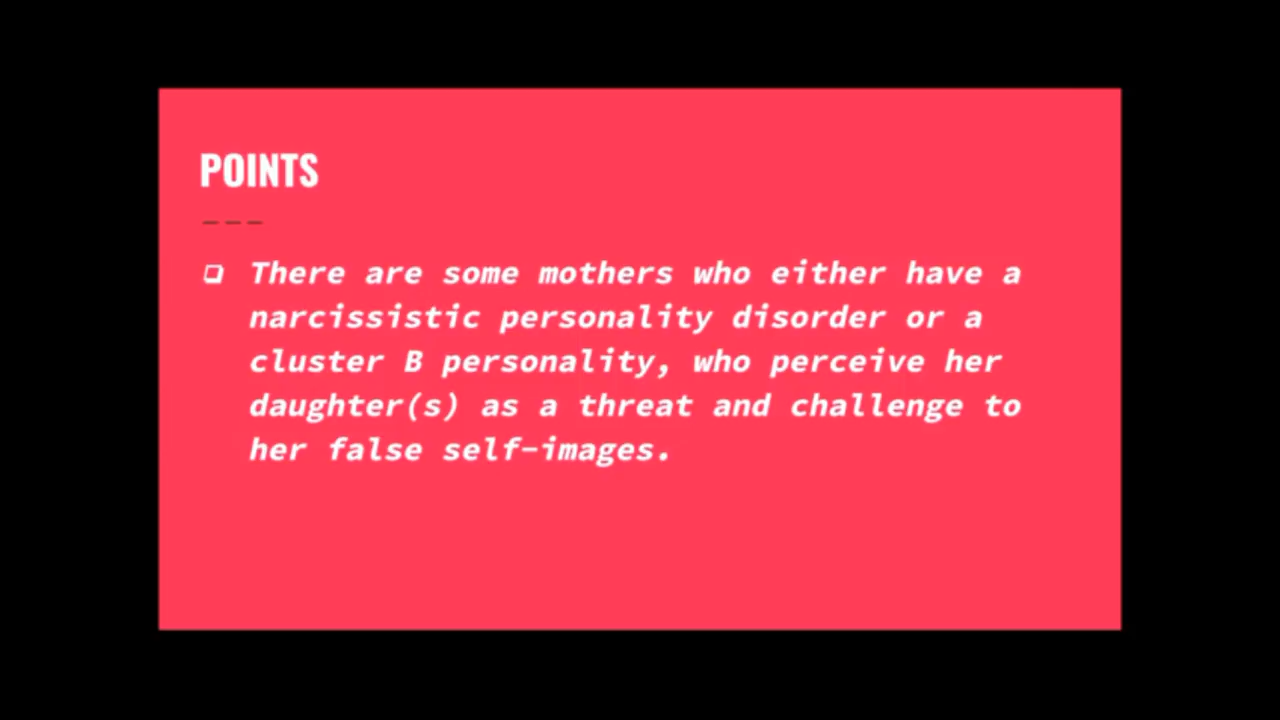 POINTS
---
❏ There are some mothers who either have a
narcissistic personality disorder or a
cluster B personality, who perceive her
daughter(s) as a threat and challenge to
her false self-images.